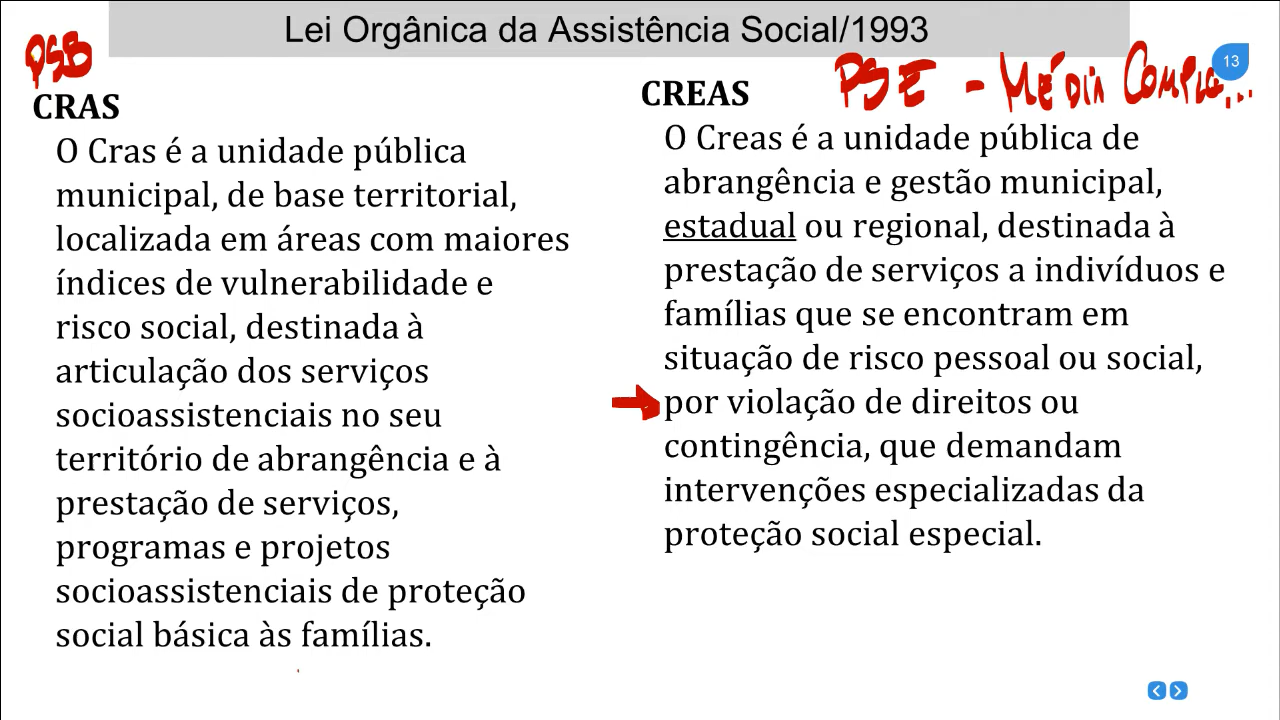 Lei Orgânica da Assistência Social/1993
13
PSB
CRAS
O Cras é a unidade pública
municipal, de base territorial,
localizada em áreas com maiores
índices de vulnerabilidade e
risco social, destinada à
articulação dos serviços
socioassistenciais no seu
território de abrangência e à
prestação de serviços,
programas e projetos
socioassistenciais de proteção
social básica às famílias.
PSE - MÉDIA COMPLE...
CREAS
O Creas é a unidade pública de
abrangência e gestão municipal,
estadual ou regional, destinada à
prestação de serviços a indivíduos e
famílias que se encontram em
situação de risco pessoal ou social,
por violação de direitos ou
contingência, que demandam
intervenções especializadas da
proteção social especial.